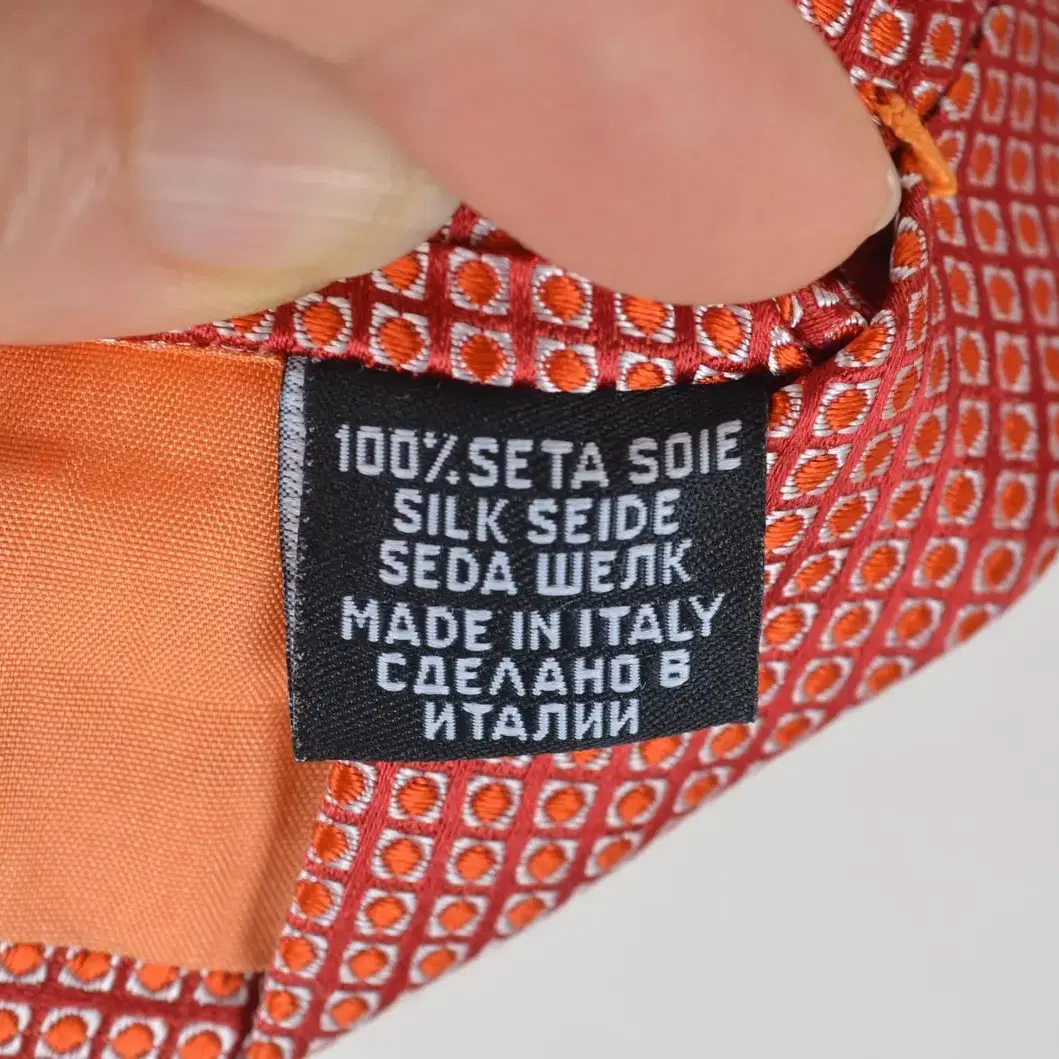 100%.SETA SOIE
SILK SEIDE
SEDA ШЕЛК
MADE IN ITALY
СДЕЛАНО В
ИТАЛИИ